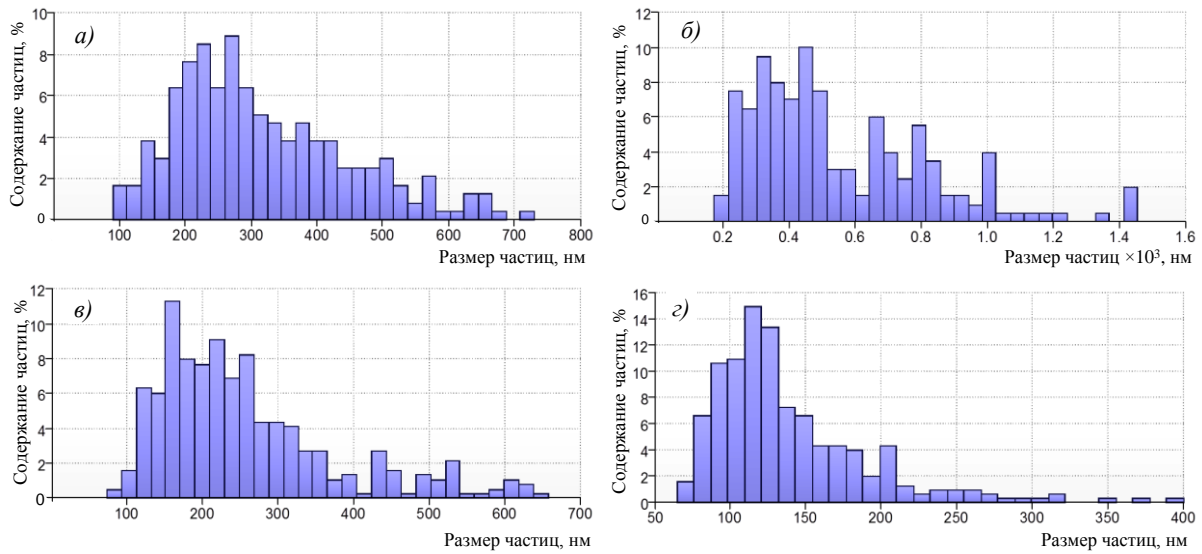 а)
Содержание частиц, %
10
8
6
4
2
0
100 200 300 400 500 600 700 800
Размер частиц, нм
б)
Содержание частиц, %
12
10
8
6
4
2
0
0.2 0.4 0.6 0.8 1.0 1.2 1.4 1.6
Размер частиц ×10³, нм
в)
Содержание частиц, %
12
10
8
6
4
2
0
100 200 300 400 500 600 700
Размер частиц, нм
г)
Содержание частиц, %
16
14
12
10
8
6
4
2
0
50 100 150 200 250 300 350 400
Размер частиц, нм